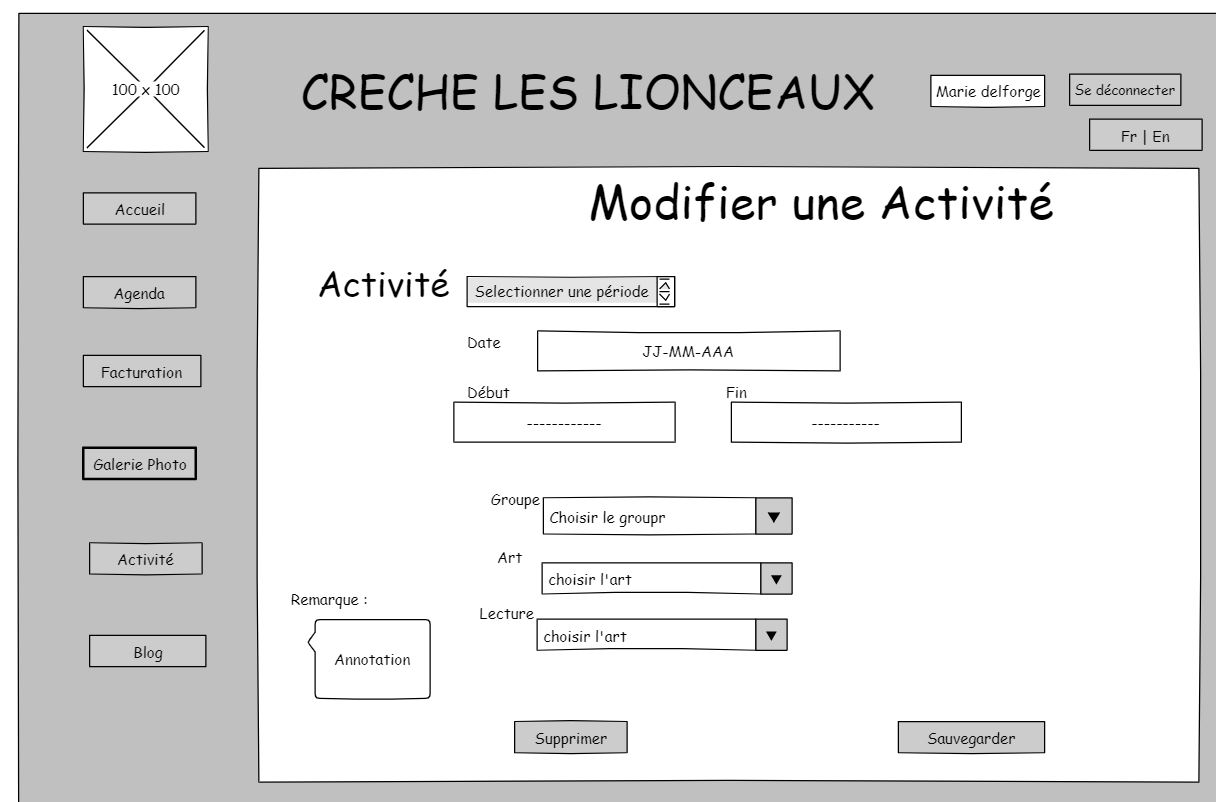 100 x 100
CRECHE LES LIONCEAUX
Marie delforge
Se déconnecter
Fr | En
Accueil
Agenda
Facturation
Galerie Photo
Activité
Blog
Modifier une Activité
Activité
Selectionner une période
Date
JJ-MM-AAA
Début
Fin
------------
-----------
Groupe
Choisir le groupr
Art
choisir l'art
Lecture
choisir l'art
Remarque :
Annotation
Supprimer
Sauvegarder